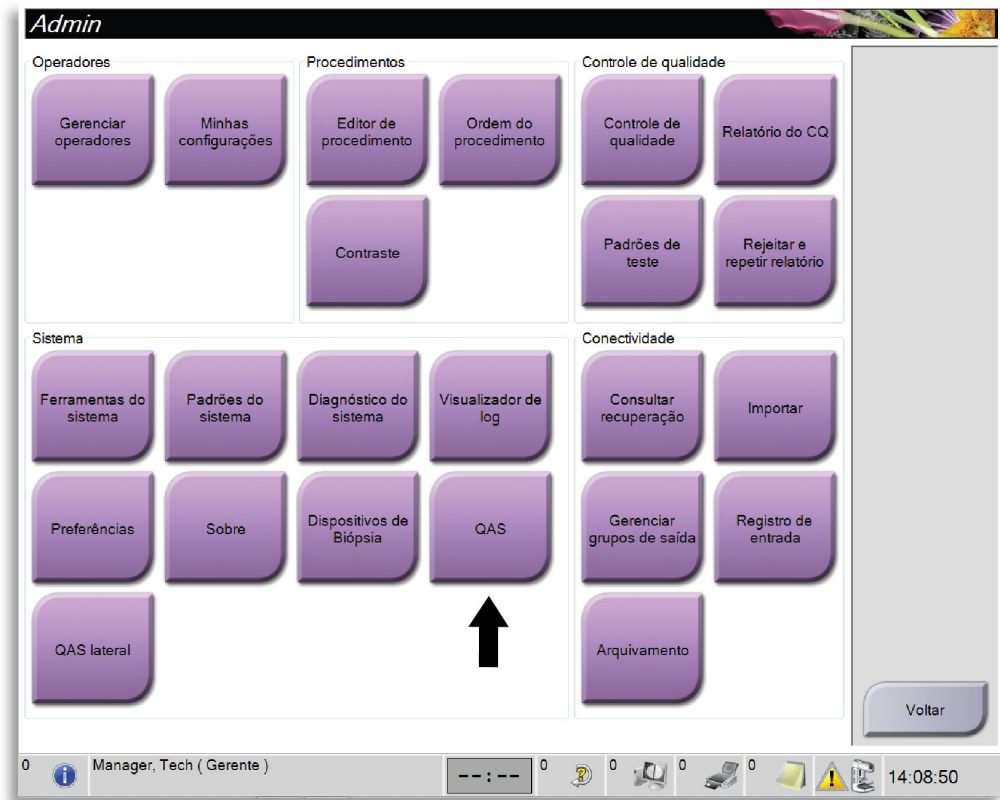 Admin
Operadores
Gerenciar
operadores
Minhas
configurações
Procedimentos
Editor de
procedimento
Ordem do
procedimento
Contraste
Controle de qualidade
Controle de
qualidade
Relatório do CQ
Padrões de
teste
Rejeitar e
repetir relatório
Sistema
Ferramentas do
sistema
Padrões do
sistema
Diagnóstico do
sistema
Visualizador de
log
Preferências
Sobre
Dispositivos de
Biópsia
QAS
QAS lateral
Conectividade
Consultar
recuperação
Importar
Gerenciar
grupos de saída
Registro de
entrada
Arquivamento
Voltar
0
Manager, Tech ( Gerente )
--:--
0
0
0
0
14:08:50